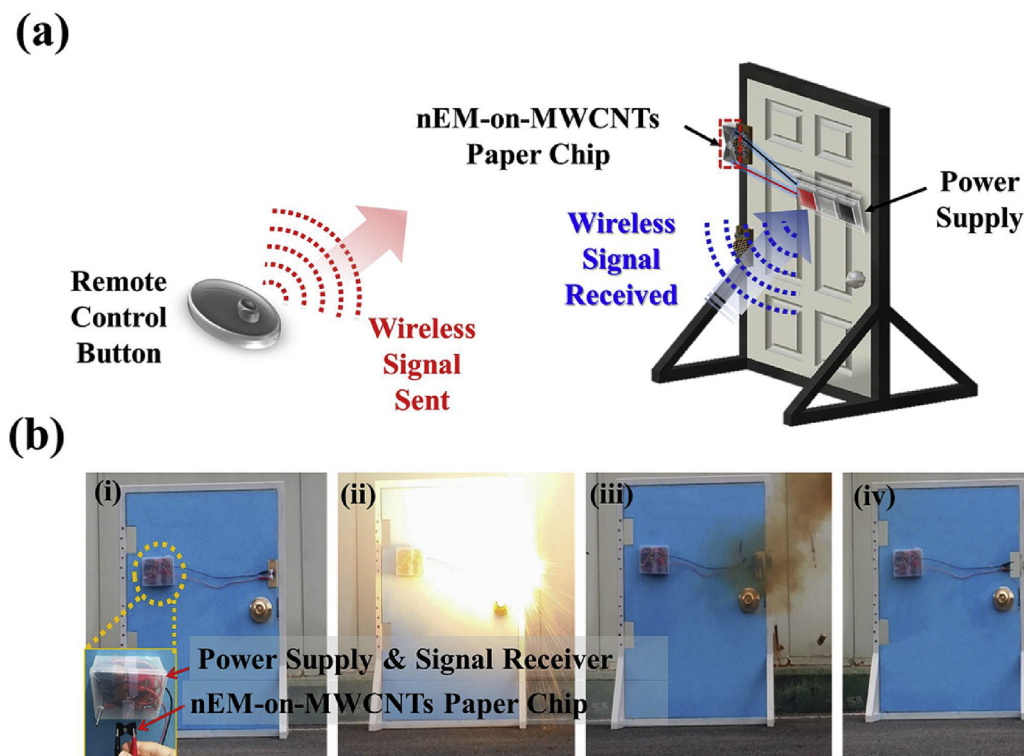 (a)
nEM-on-MWCNTs
Paper Chip
Power
Supply
Wireless
Signal
Received
Remote
Control
Button
Wireless
Signal
Sent
(b)
(i)
(ii)
(iii)
(iv)
Power Supply & Signal Receiver
nEM-on-MWCNTs Paper Chip